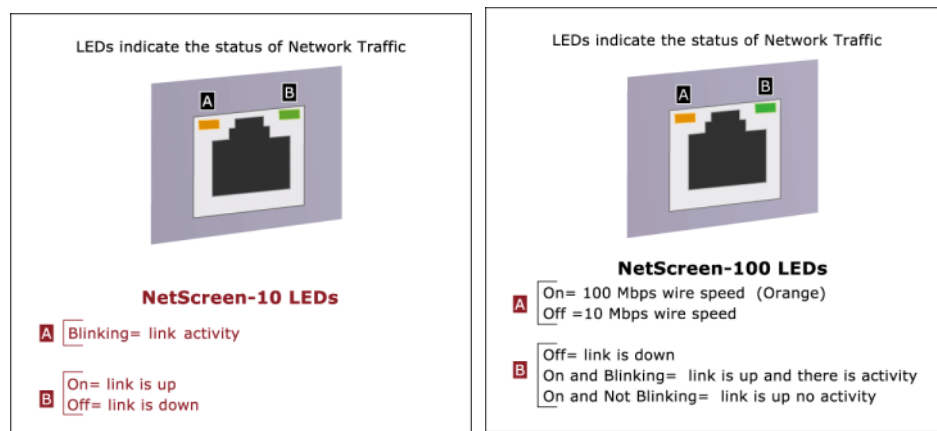 LEDs indicate the status of Network Traffic
A
B
NetScreen-10 LEDs
A Blinking= link activity
B On= link is up
Off= link is down
LEDs indicate the status of Network Traffic
A
B
NetScreen-100 LEDs
A On= 100 Mbps wire speed (Orange)
Off =10 Mbps wire speed
B Off= link is down
On and Blinking= link is up and there is activity
On and Not Blinking= link is up no activity